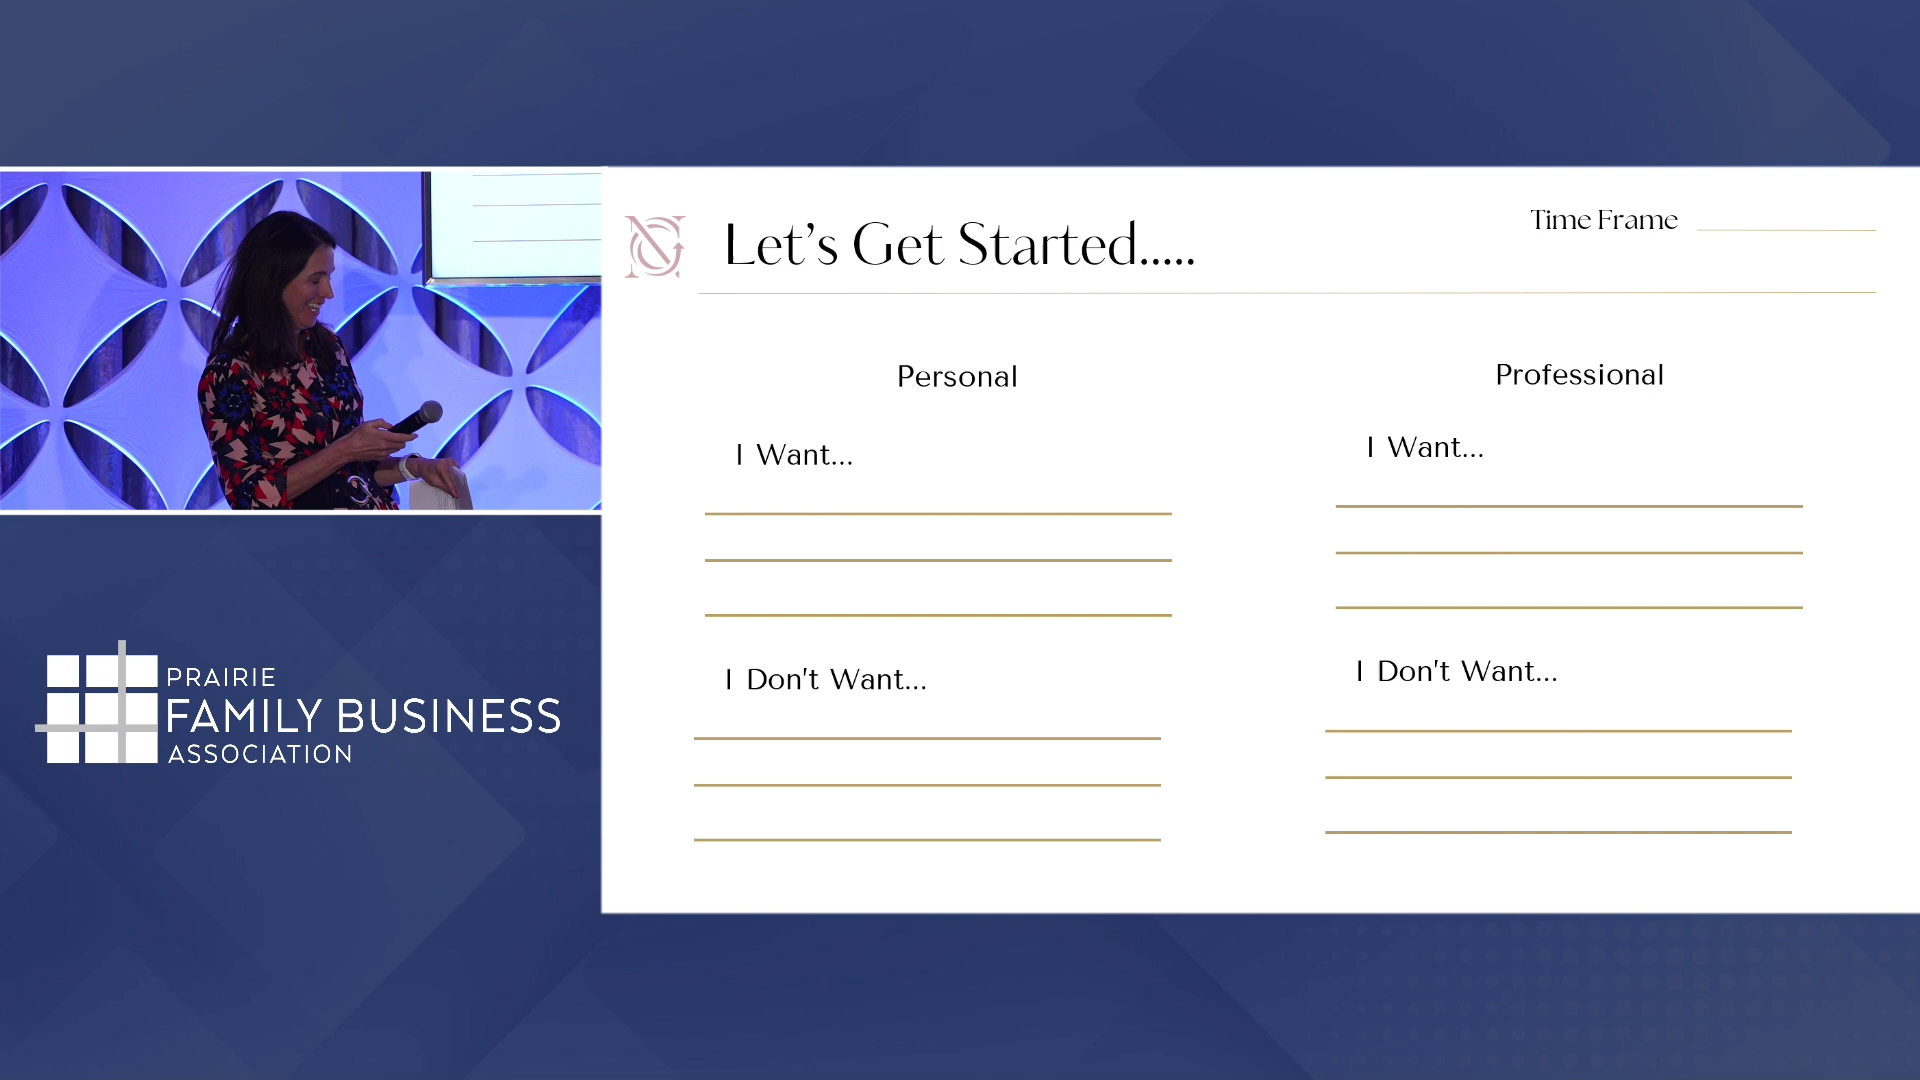 Let's Get Started.....
Time Frame
Personal
Professional
I Want...
I Want...
I Don't Want...
I Don't Want...
PRAIRIE
FAMILY BUSINESS
ASSOCIATION